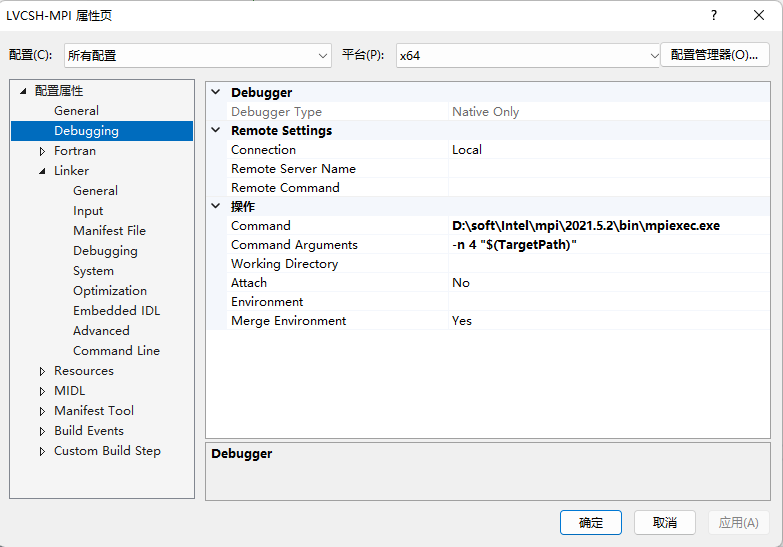 LVCSH-MPI 属性页
?
配置(C): 所有配置 平台(P): x64 配置管理器(O)...
配置属性
General
Debugging
Fortran
Linker
General
Input
Manifest File
Debugging
System
Optimization
Embedded IDL
Advanced
Command Line
Resources
MIDL
Manifest Tool
Build Events
Custom Build Step
Debugger
Debugger Type Native Only
Remote Settings
Connection Local
Remote Server Name
Remote Command
操作
Command D:\soft\Intel\mpi\2021.5.2\bin\mpiexec.exe
Command Arguments -n 4 "$(TargetPath)"
Working Directory
Attach No
Environment
Merge Environment Yes
Debugger
确定 取消 应用(A)